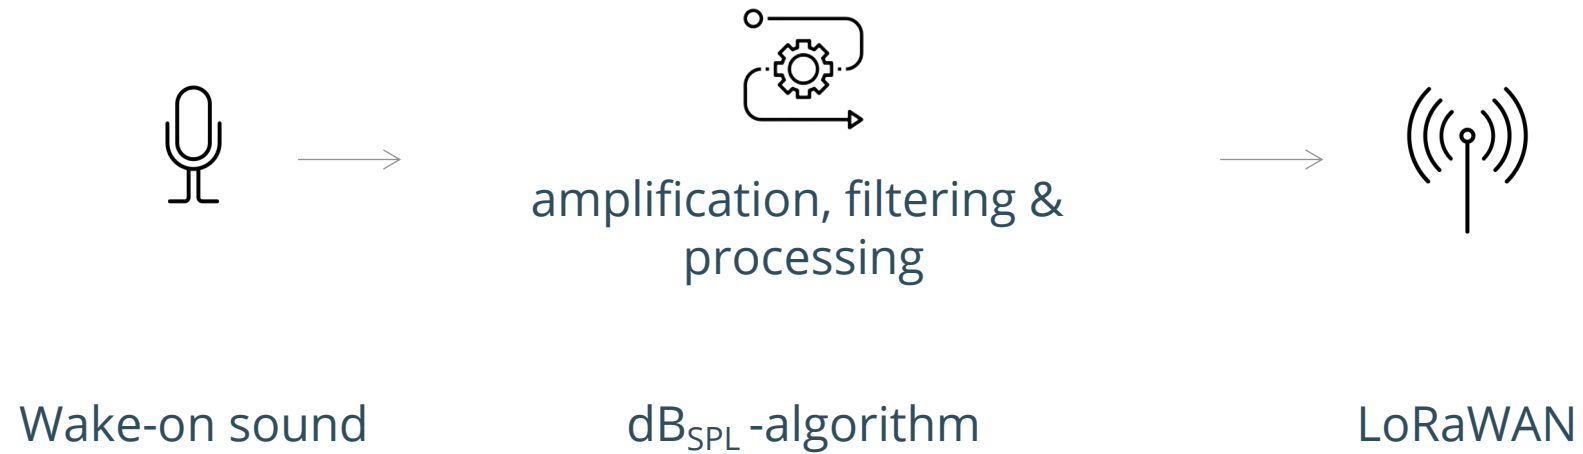 amplification, filtering &
processing
Wake-on sound
dBSPL -algorithm
LoRaWAN